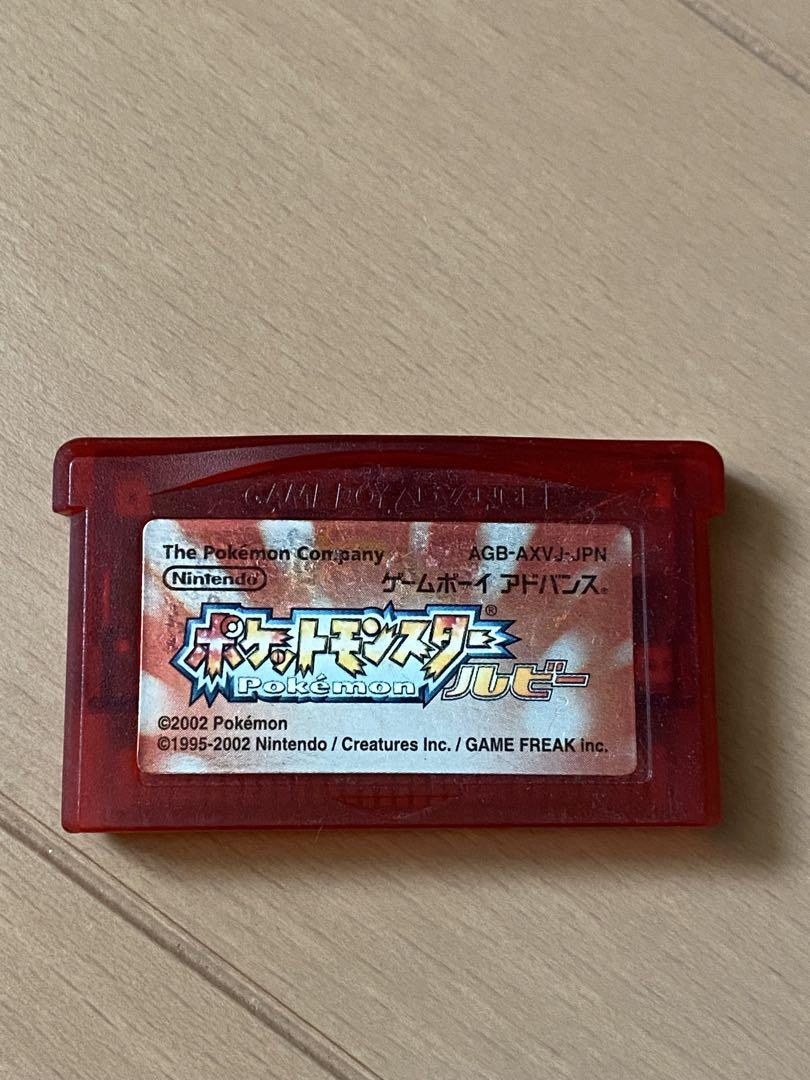 GAME BOY ADVANCE
The Pokémon Company AGB-AXVJ-JPN
Nintendo ゲームボーイ アドバンス®
ポケットモンスター®
Pokémon ルビー
©2002 Pokémon
©1995-2002 Nintendo / Creatures Inc. / GAME FREAK inc.